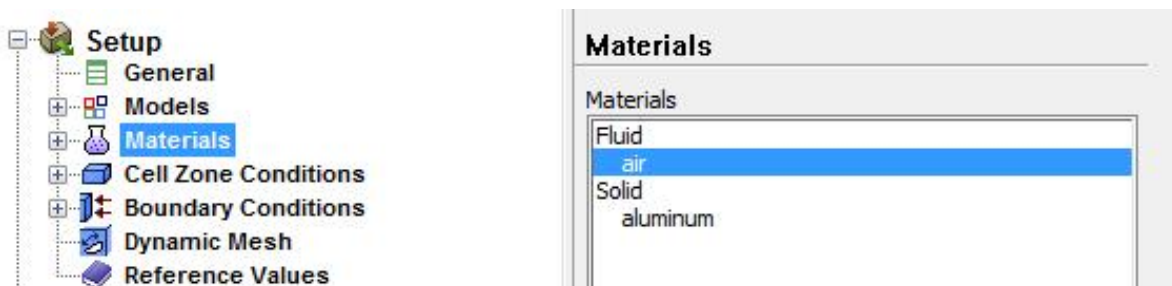 Setup
General
Models
Materials
Cell Zone Conditions
Boundary Conditions
Dynamic Mesh
Reference Values
Materials
Materials
Fluid
air
Solid
aluminum